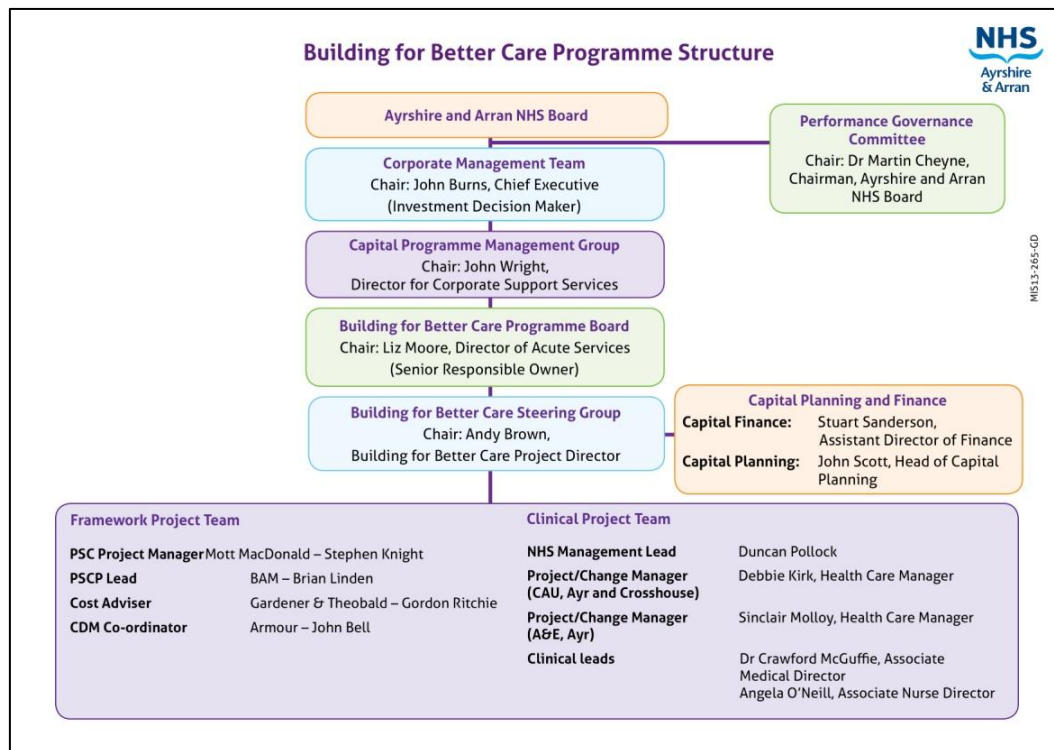 Building for Better Care Programme Structure
NHS
Ayrshire
& Arran
Ayrshire and Arran NHS Board
Performance Governance
Committee
Chair: Dr Martin Cheyne,
Chairman, Ayrshire and Arran
NHS Board
Corporate Management Team
Chair: John Burns, Chief Executive
(Investment Decision Maker)
Capital Programme Management Group
Chair: John Wright,
Director for Corporate Support Services
MIS13-265-GD
Building for Better Care Programme Board
Chair: Liz Moore, Director of Acute Services
(Senior Responsible Owner)
Building for Better Care Steering Group
Chair: Andy Brown,
Building for Better Care Project Director
Capital Planning and Finance
Capital Finance: Stuart Sanderson,
Assistant Director of Finance
Capital Planning: John Scott, Head of Capital
Planning
Framework Project Team
PSC Project Manager Mott MacDonald – Stephen Knight
PSCP Lead BAM – Brian Linden
Cost Adviser Gardener & Theobald – Gordon Ritchie
CDM Co-ordinator Armour – John Bell
Clinical Project Team
NHS Management Lead Duncan Pollock
Project/Change Manager Debbie Kirk, Health Care Manager
(CAU, Ayr and Crosshouse)
Project/Change Manager Sinclair Molloy, Health Care Manager
(A&E, Ayr)
Clinical leads Dr Crawford McGuffie, Associate
Medical Director
Angela O'Neill, Associate Nurse Director